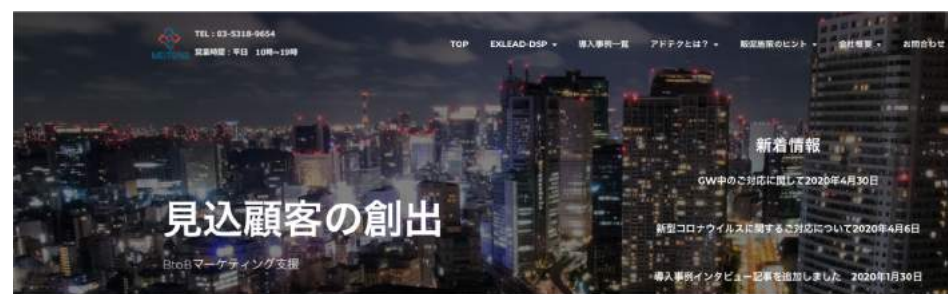 TEL : 03-5318-9654
営業時間 : 平日 10時~19時
TOP EXLEAD-DSP 導入事例一覧 アドテクとは? 販促施策のヒント 会社概要 お問合わせ
新着情報
GW中のご対応に関して2020年4月30日
見込顧客の創出
新型コロナウイルスに関するご対応について2020年4月6日
BtoBマーケティング支援
導入事例インタビュー記事を追加しました 2020年1月30日